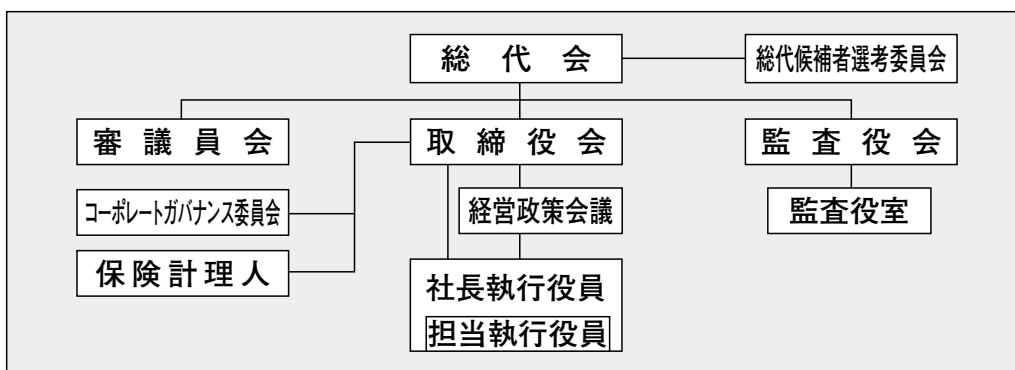 総代会
総代候補者選考委員会
審議員会
取締役会
監査役会
コーポレートガバナンス委員会
経営政策会議
監査役室
保険計理人
社長執行役員
担当執行役員